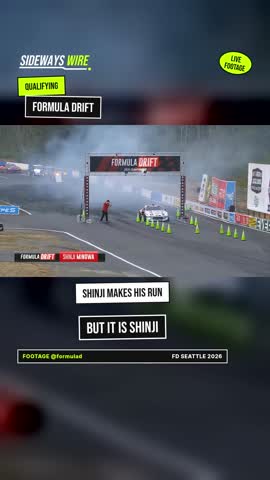 SIDEWAYS WIRE.
LIVE
FOOTAGE
QUALIFYING
FORMULA DRIFT
FORMULA DRIFT
FORMULA DRIFT SHINJI MINOWA
SHINJI MAKES HIS RUN
BUT IT IS SHINJI
FOOTAGE @formulad FD SEATTLE 2026